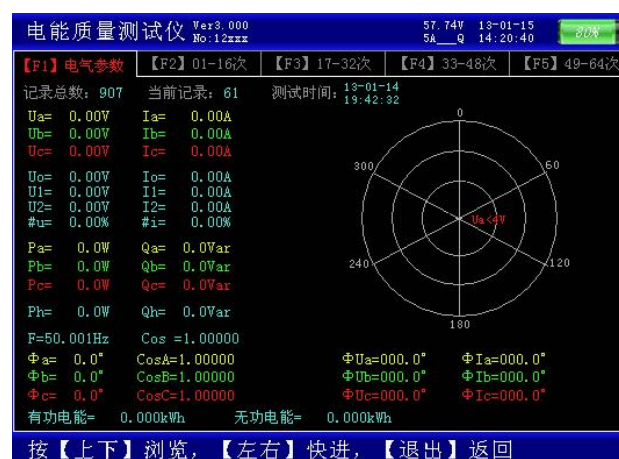 电能质量测试仪 Ver3.000 57.74V 13-01-15 80%
No:12xxx 5A__Q 14:20:40
【F1】电气参数 【F2】01-16次 【F3】17-32次 【F4】33-48次 【F5】49-64次
记录总数: 907 当前记录: 61 测试时间: 13-01-14
19:42:32
Ua= 0.00V Ia= 0.00A
Ub= 0.00V Ib= 0.00A
Uc= 0.00V Ic= 0.00A
Uo= 0.00V Io= 0.00A
U1= 0.00V I1= 0.00A
U2= 0.00V I2= 0.00A
#u= 0.00% #i= 0.00%
Pa= 0.0W Qa= 0.0Var
Pb= 0.0W Qb= 0.0Var
Pc= 0.0W Qc= 0.0Var
Ph= 0.0W Qh= 0.0Var
F=50.001Hz Cos =1.00000
0
300 60
Ua<4V
240 120
180
Φa= 0.0° CosA=1.00000 ΦUa=000.0° ΦIa=000.0°
Φb= 0.0° CosB=1.00000 ΦUb=000.0° ΦIb=000.0°
Φc= 0.0° CosC=1.00000 ΦUc=000.0° ΦIc=000.0°
有功电能= 0.000kWh 无功电能= 0.000kWh
按【上下】浏览，【左右】快进，【退出】返回